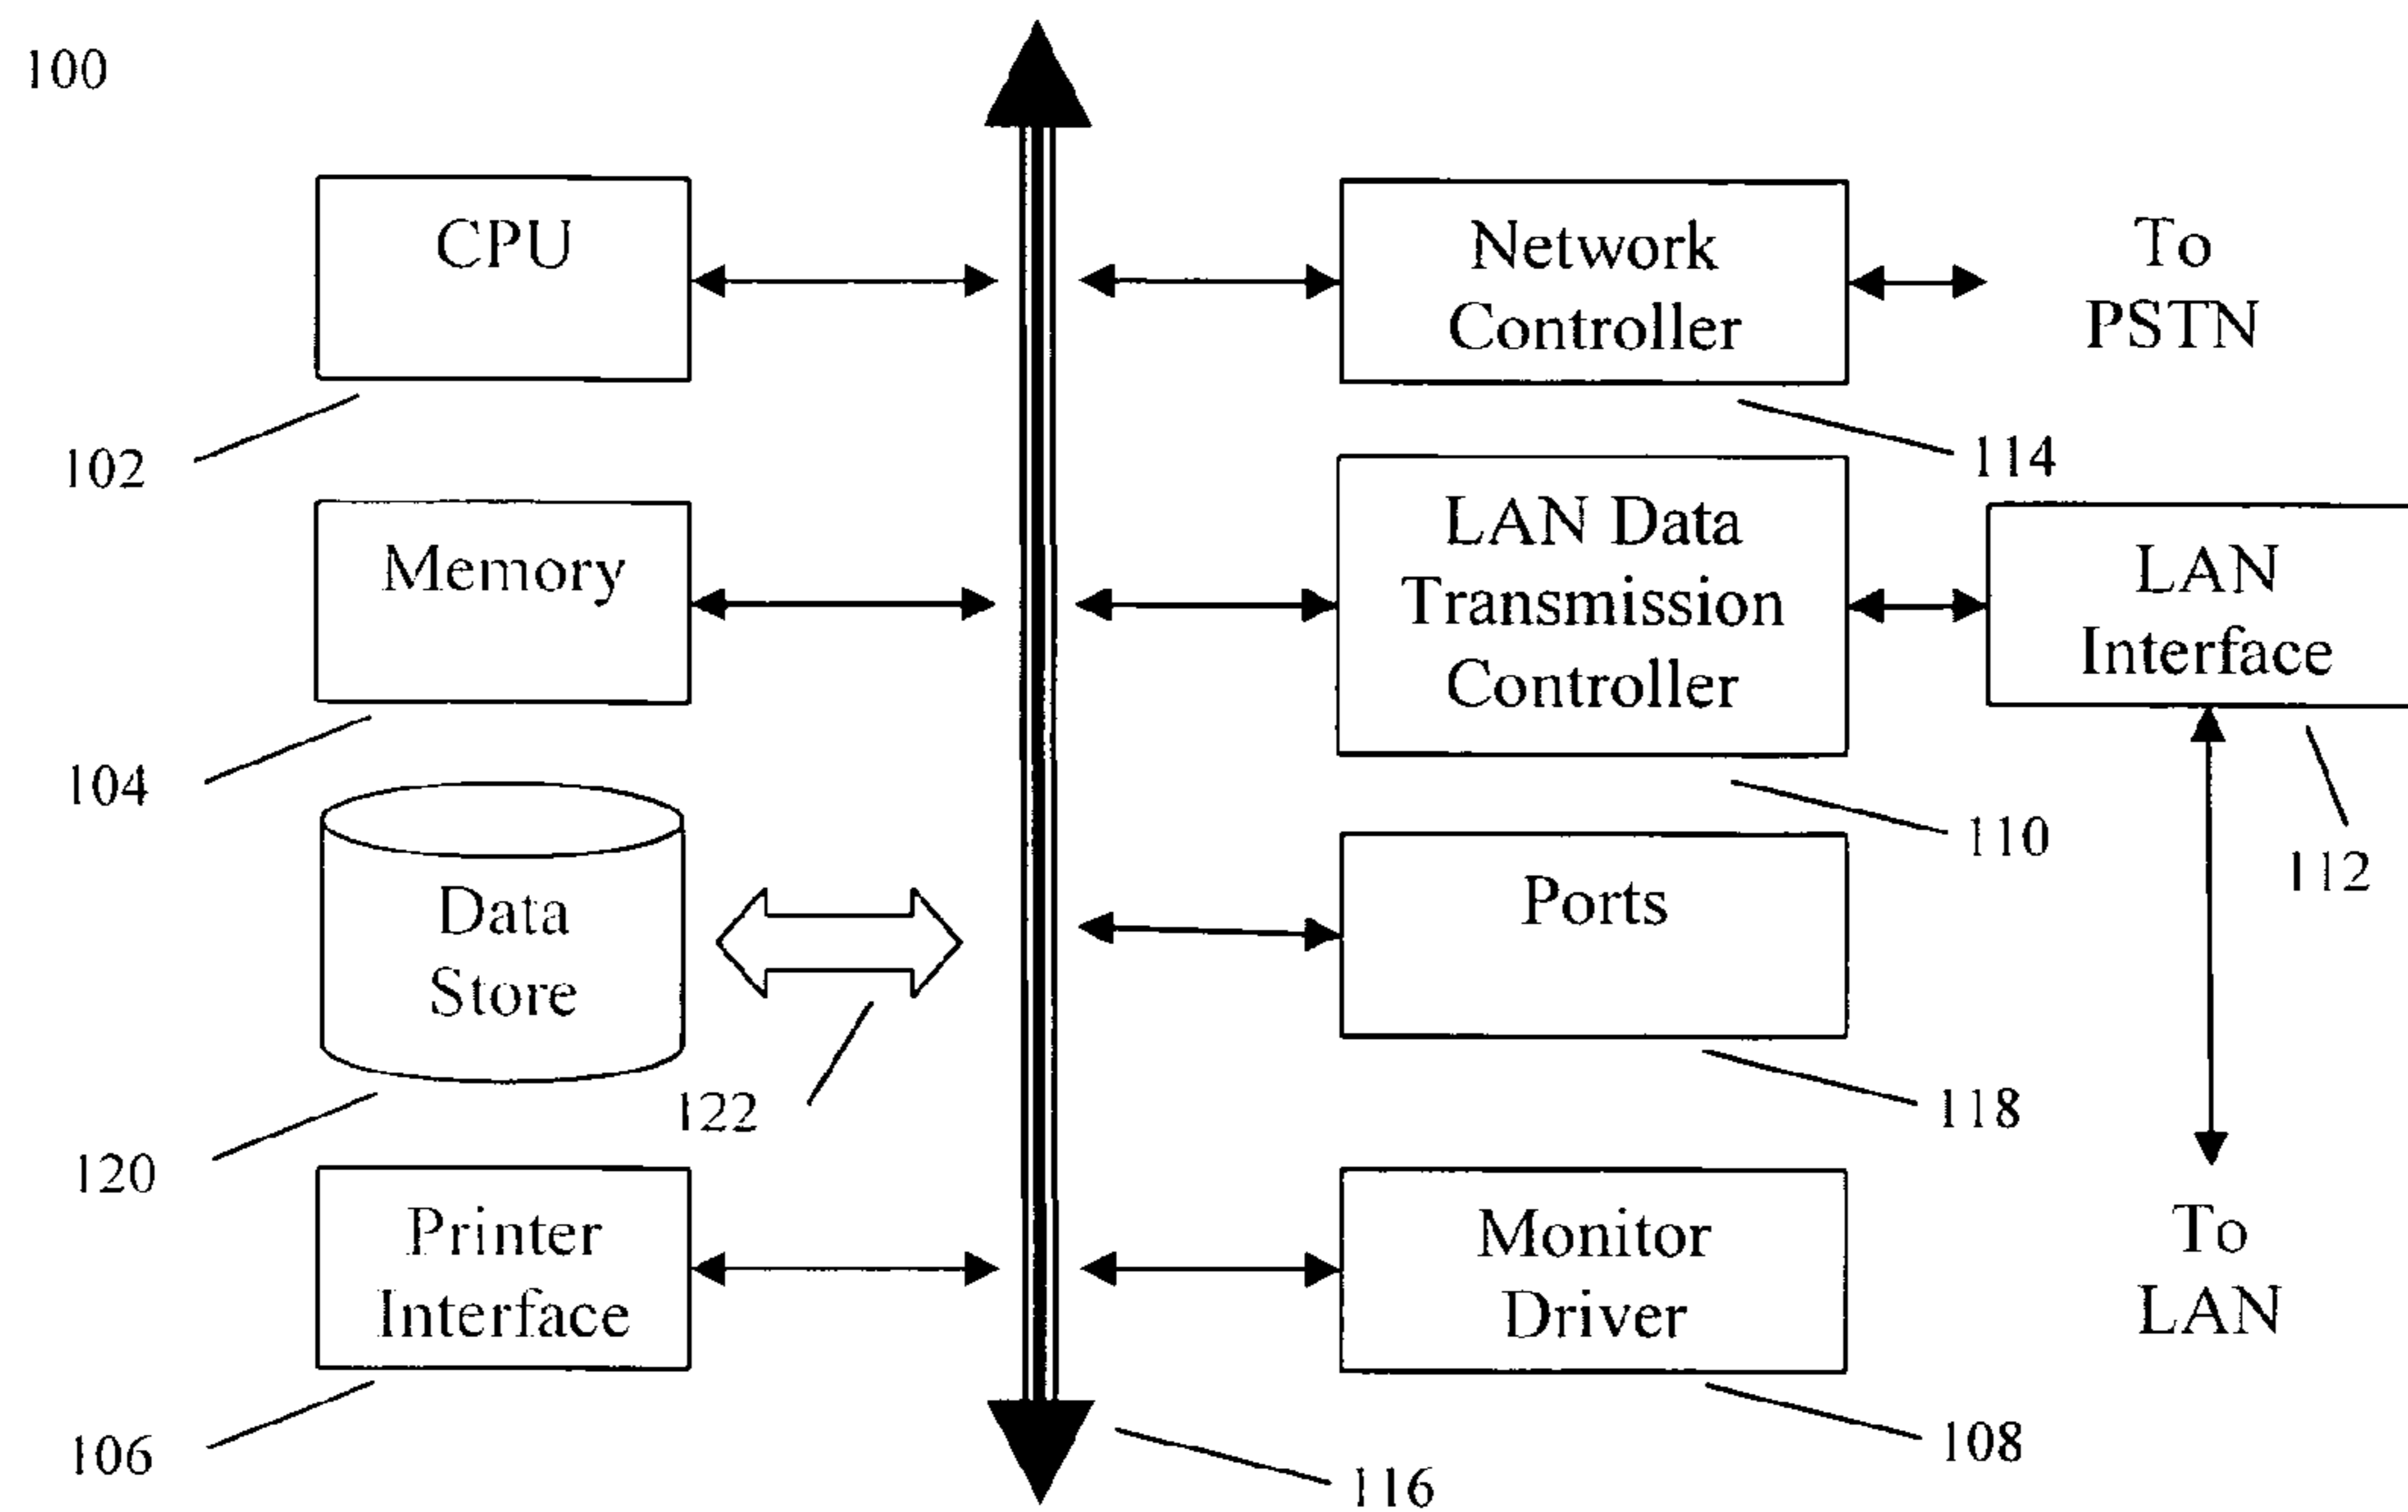 100
CPU
Network
Controller
To
PSTN
102
114
Memory
LAN Data
Transmission
Controller
LAN
Interface
104
110
112
Data
Store
Ports
122
118
120
Printer
Interface
Monitor
Driver
To
LAN
106
108
116